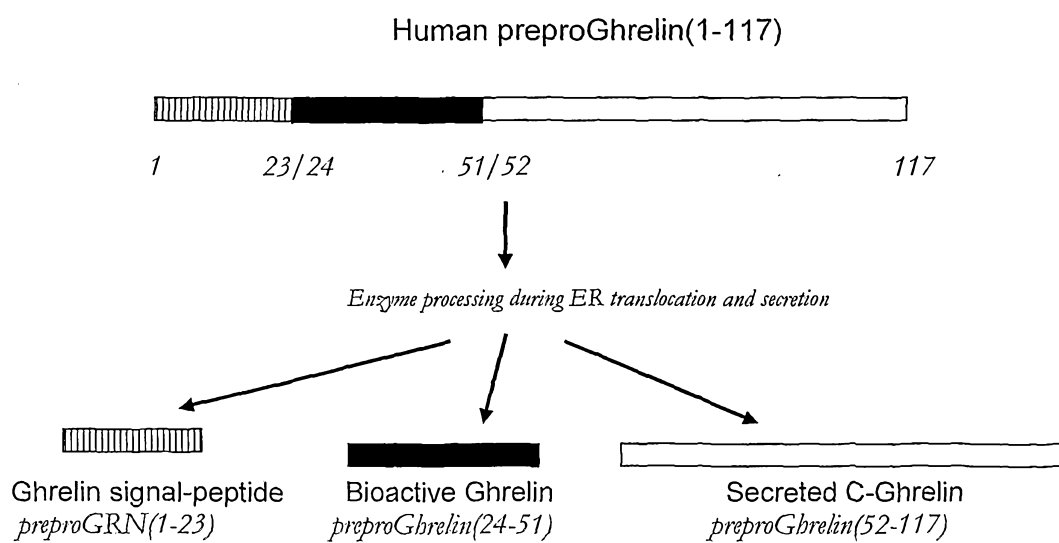 Human preproGhrelin(1-117)
1 23/24 51/52 117
Enzyme processing during ER translocation and secretion
Ghrelin signal-peptide Bioactive Ghrelin Secreted C-Ghrelin
preproGRN(1-23) preproGhrelin(24-51) preproGhrelin(52-117)